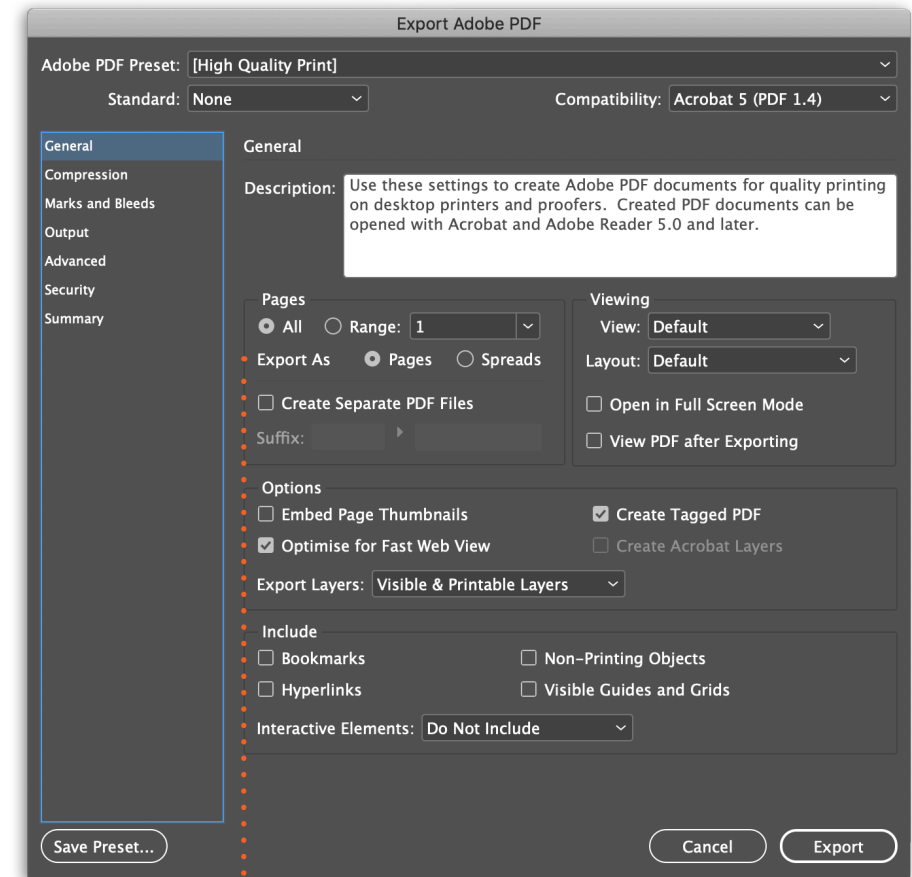 Export Adobe PDF
Adobe PDF Preset: [High Quality Print]
Standard: None Compatibility: Acrobat 5 (PDF 1.4)
General
Compression
Marks and Bleeds
Output
Advanced
Security
Summary
General
Description: Use these settings to create Adobe PDF documents for quality printing
on desktop printers and proofers.  Created PDF documents can be
opened with Acrobat and Adobe Reader 5.0 and later.
Pages
All Range: 1
Export As Pages Spreads
Create Separate PDF Files
Suffix:
Viewing
View: Default
Layout: Default
Open in Full Screen Mode
View PDF after Exporting
Options
Embed Page Thumbnails Create Tagged PDF
Optimise for Fast Web View Create Acrobat Layers
Export Layers: Visible & Printable Layers
Include
Bookmarks Non-Printing Objects
Hyperlinks Visible Guides and Grids
Interactive Elements: Do Not Include
Save Preset... Cancel Export